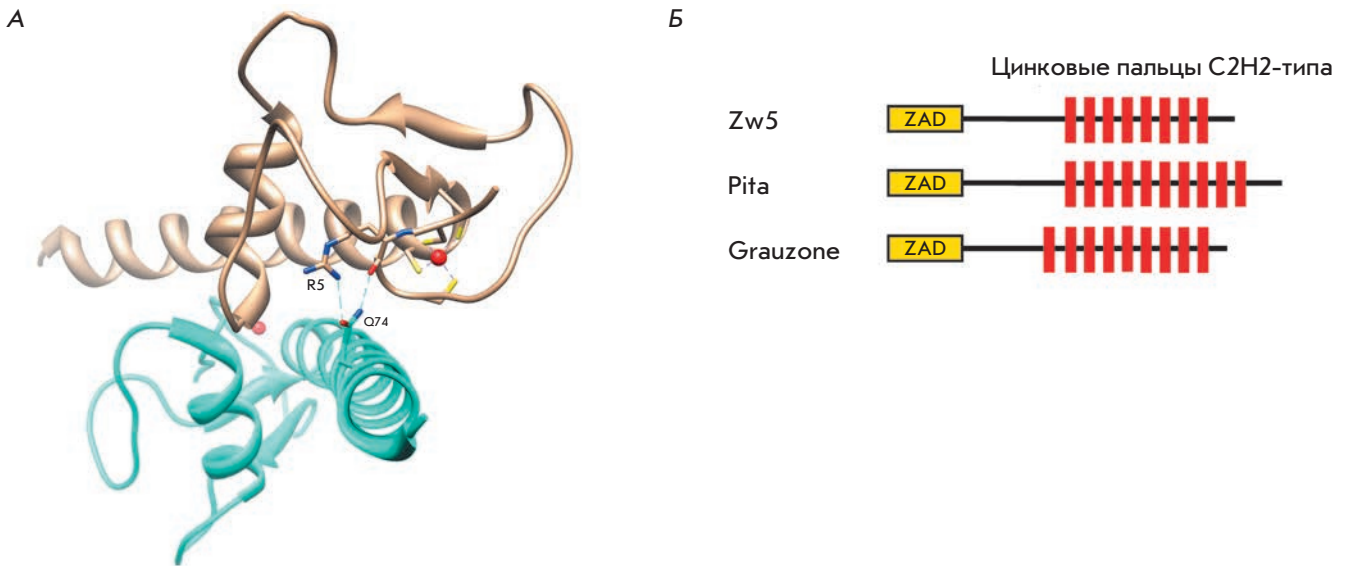 А
R5
Q74
Б
Цинковые пальцы C2H2-типа
Zw5
ZAD
Pita
ZAD
Grauzone
ZAD